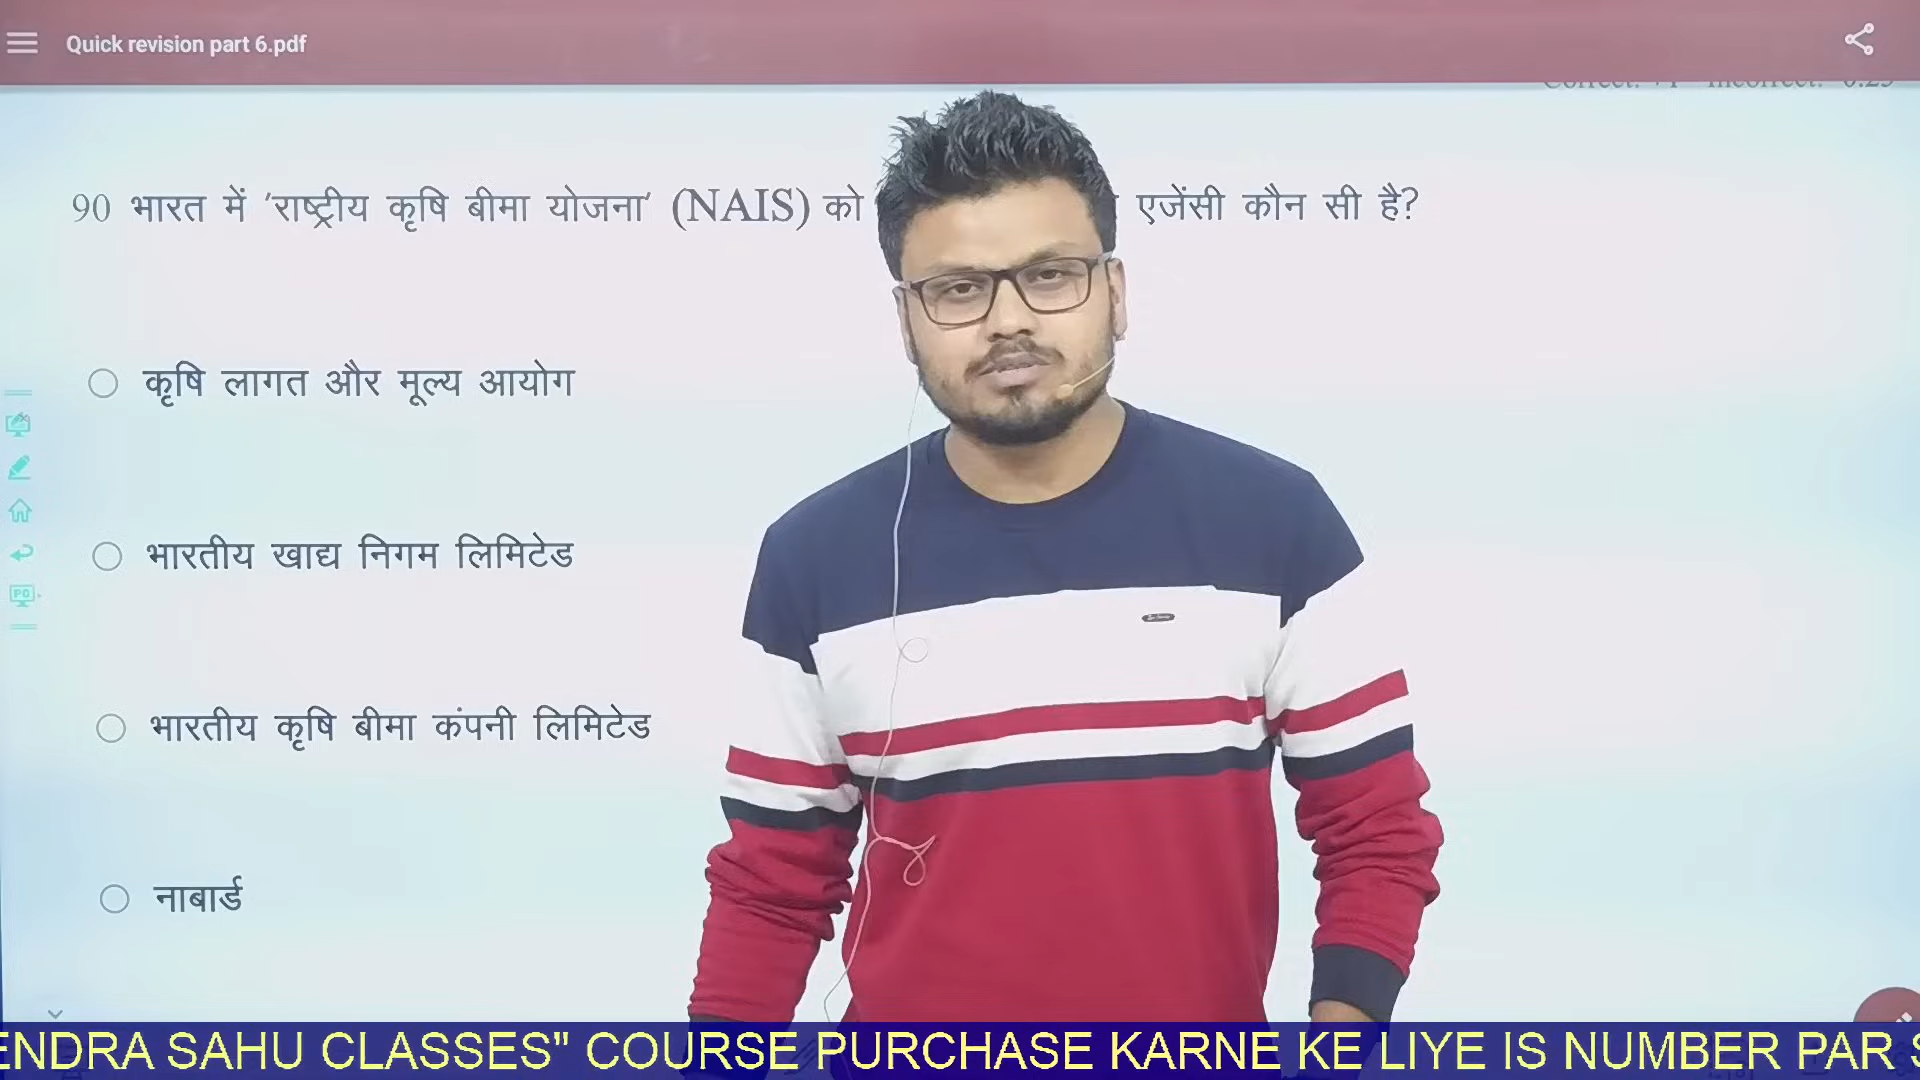 Quick revision part 6.pdf
90 भारत में 'राष्ट्रीय कृषि बीमा योजना' (NAIS) को एजेंसी कौन सी है?
कृषि लागत और मूल्य आयोग
भारतीय खाद्य निगम लिमिटेड
भारतीय कृषि बीमा कंपनी लिमिटेड
नाबार्ड
ENDRA SAHU CLASSES" COURSE PURCHASE KARNE KE LIYE IS NUMBER PAR